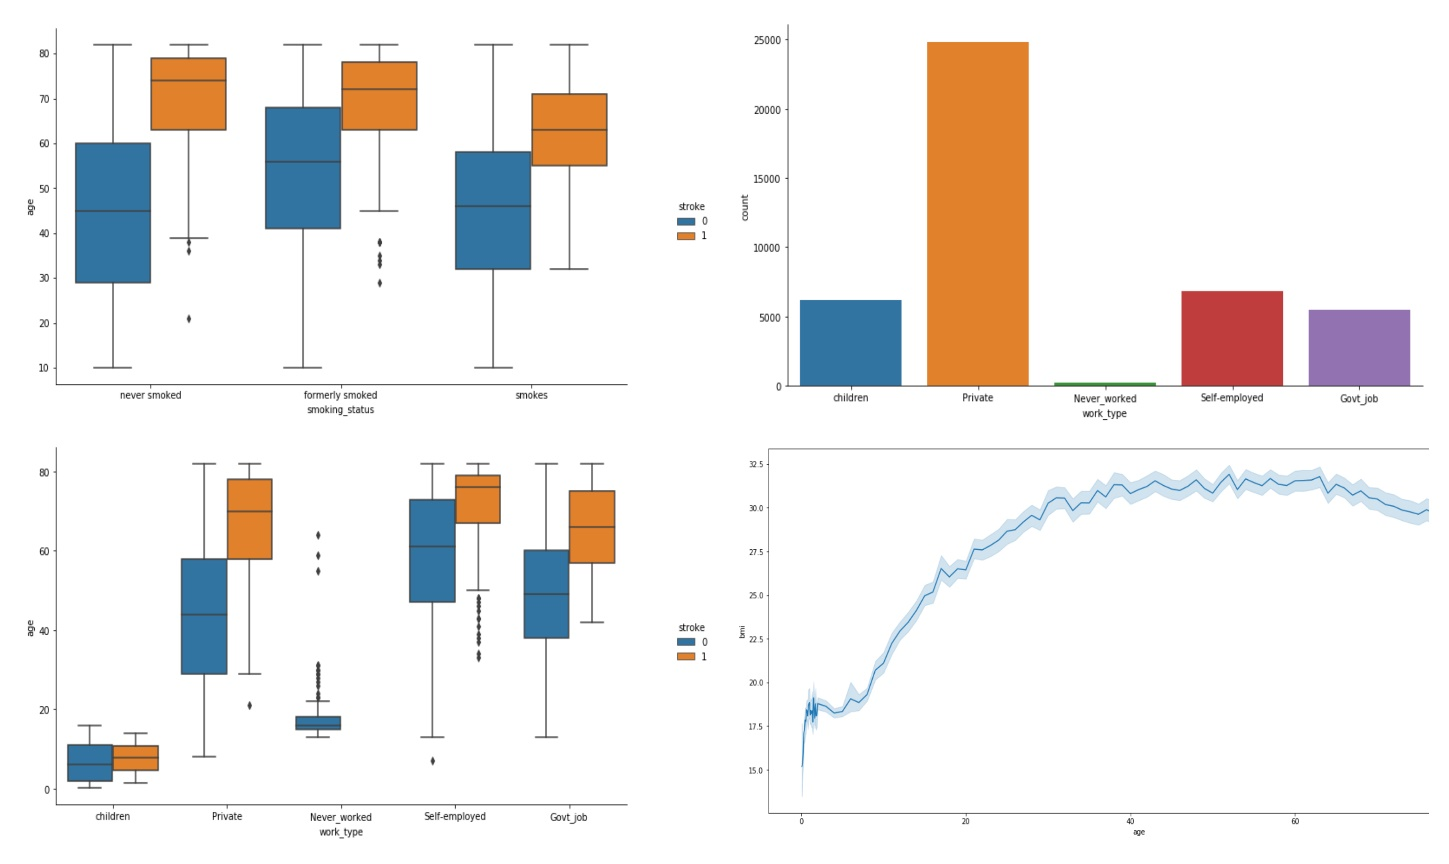 80
70
60
50
40
30
20
10
age
never smoked
formerly smoked
smokes
smoking_status
stroke
0
1
25000
20000
15000
10000
5000
0
count
children
Private
Never_worked
Self-employed
Govt_job
work_type
80
60
40
20
0
age
children
Private
Never_worked
Self-employed
Govt_job
work_type
stroke
0
1
32.5
30.0
27.5
25.0
22.5
20.0
17.5
15.0
bmi
0
20
40
60
age